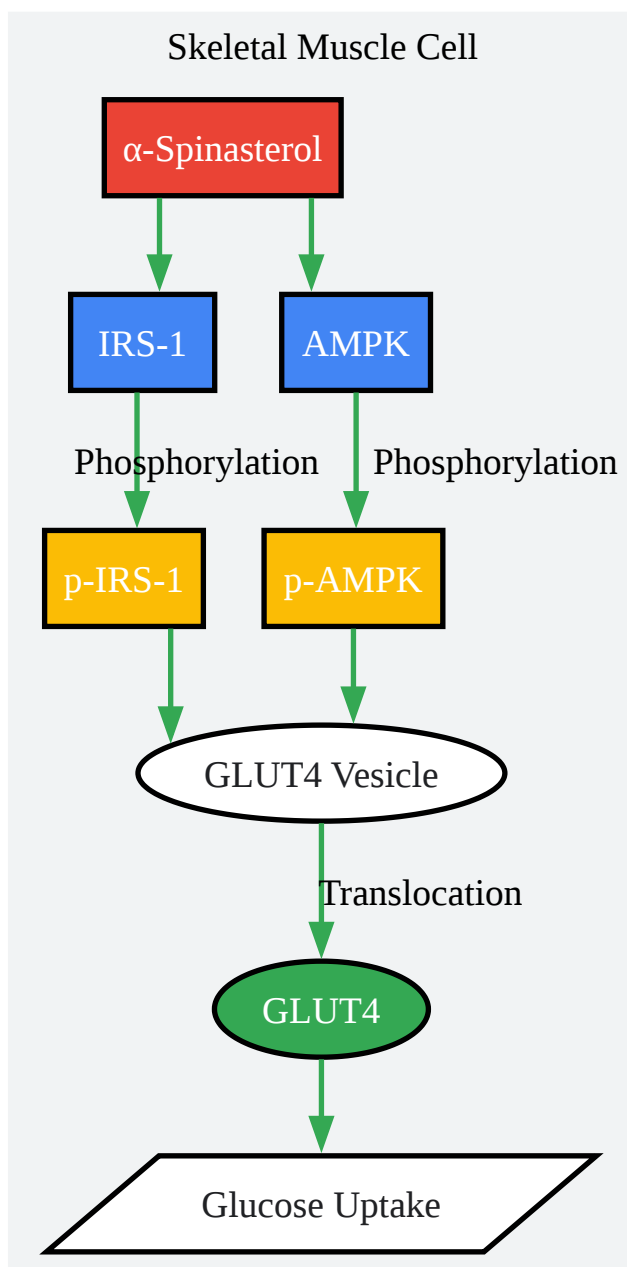 Skeletal Muscle Cell
α-Spinasterol
IRS-1
AMPK
Phosphorylation
Phosphorylation
p-IRS-1
p-AMPK
GLUT4 Vesicle
Translocation
GLUT4
Glucose Uptake